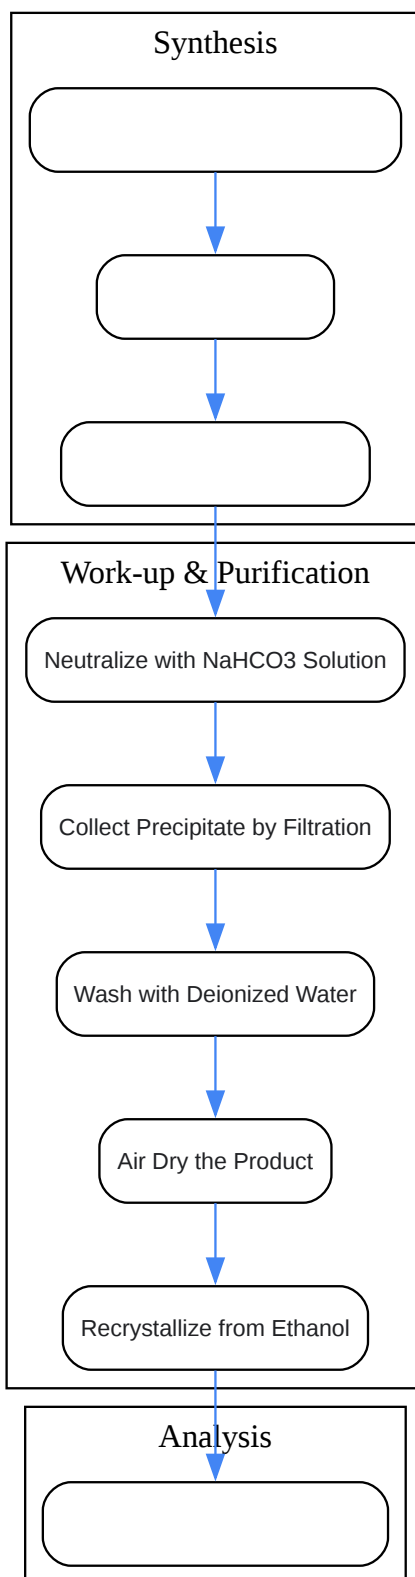 Synthesis
Work-up & Purification
Neutralize with NaHCO3 Solution
Collect Precipitate by Filtration
Wash with Deionized Water
Air Dry the Product
Recrystallize from Ethanol
Analysis